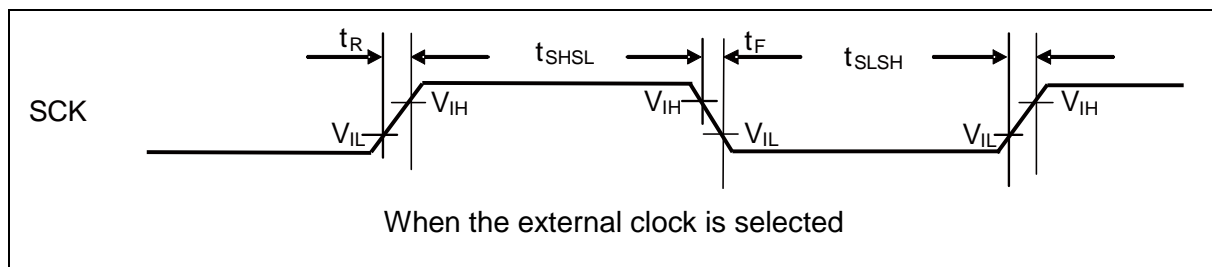 tR tSHSL tF tSLSH
SCK VIL VIH VIH VIL VIL VIH
When the external clock is selected